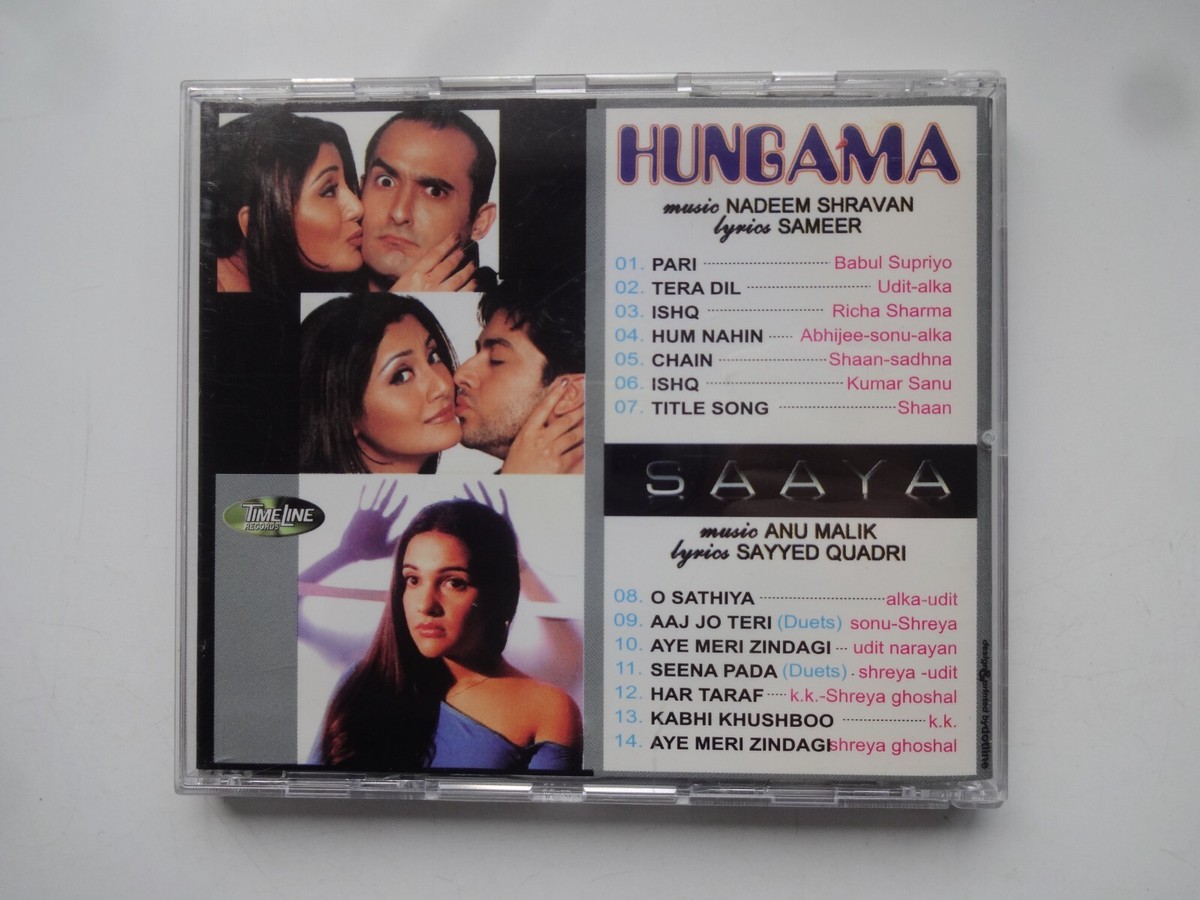 HUNGAMA
music NADEEM SHRAVAN
lyrics SAMEER
01. PARI Babul Supriyo
02. TERA DIL Udit-alka
03. ISHQ Richa Sharma
04. HUM NAHIN Abhijee-sonu-alka
05. CHAIN Shaan-sadhna
06. ISHQ Kumar Sanu
07. TITLE SONG Shaan
SAAYA
music ANU MALIK
lyrics SAYYED QUADRI
08. O SATHIYA alka-udit
09. AAJ JO TERI (Duets) sonu-Shreya
10. AYE MERI ZINDAGI udit narayan
11. SEENA PADA (Duets) shreya -udit
12. HAR TARAF k.k.-Shreya ghoshal
13. KABHI KHUSHBOO k.k.
14. AYE MERI ZINDAGI shreya ghoshal
TIMELINE
RECORDS
design & printed by dotline